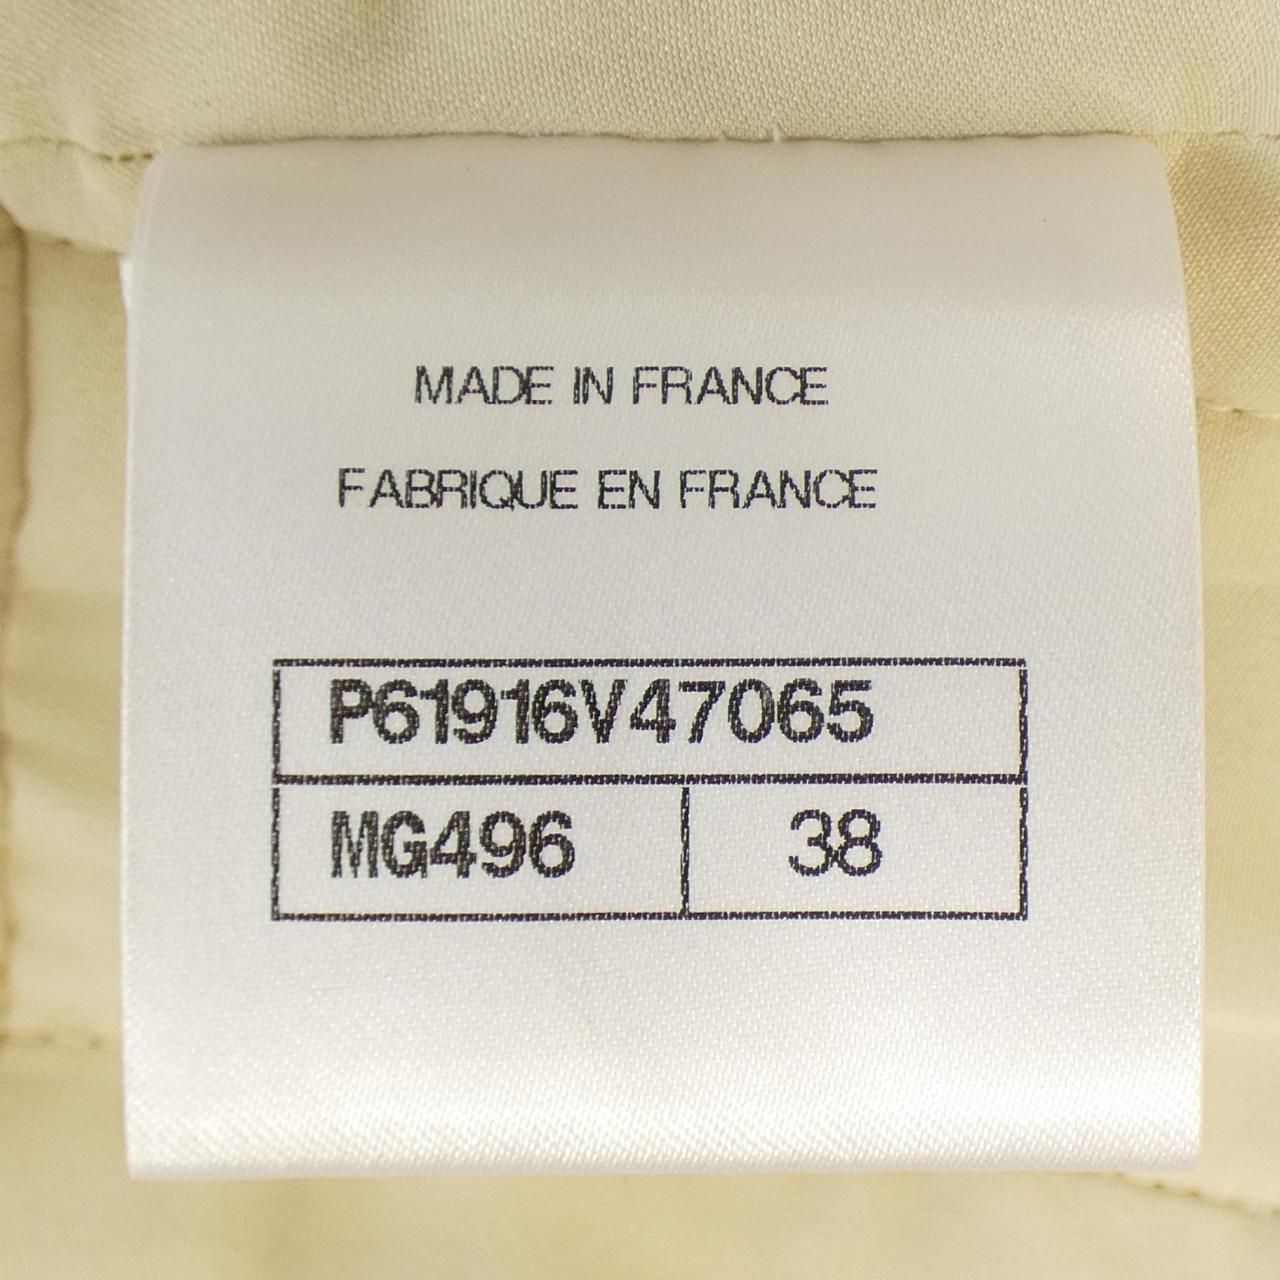 MADE IN FRANCE
FABRIQUE EN FRANCE
P61916V47065
MG496 38